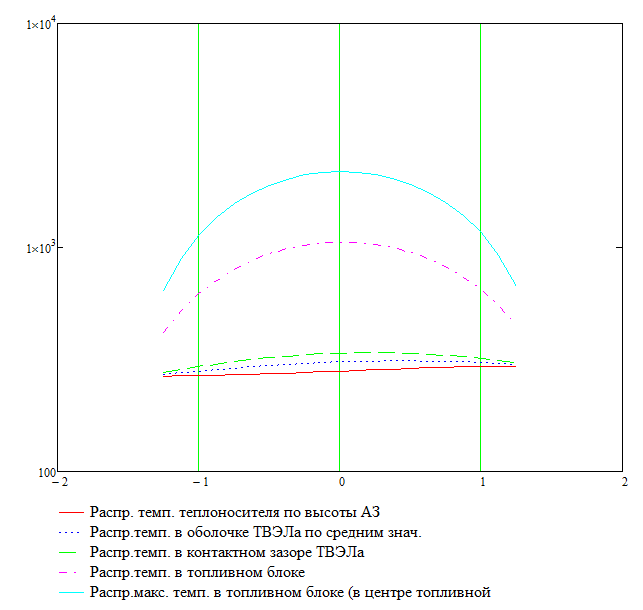 1×10⁴
1×10³
100
−2
−1
0
1
2
Распр. темп. теплоносителя по высоты АЗ
Распр.темп. в оболочке ТВЭЛа по средним знач.
Распр.темп. в контактном зазоре ТВЭЛа
Распр.темп. в топливном блоке
Распр.макс. темп. в топливном блоке (в центре топливной